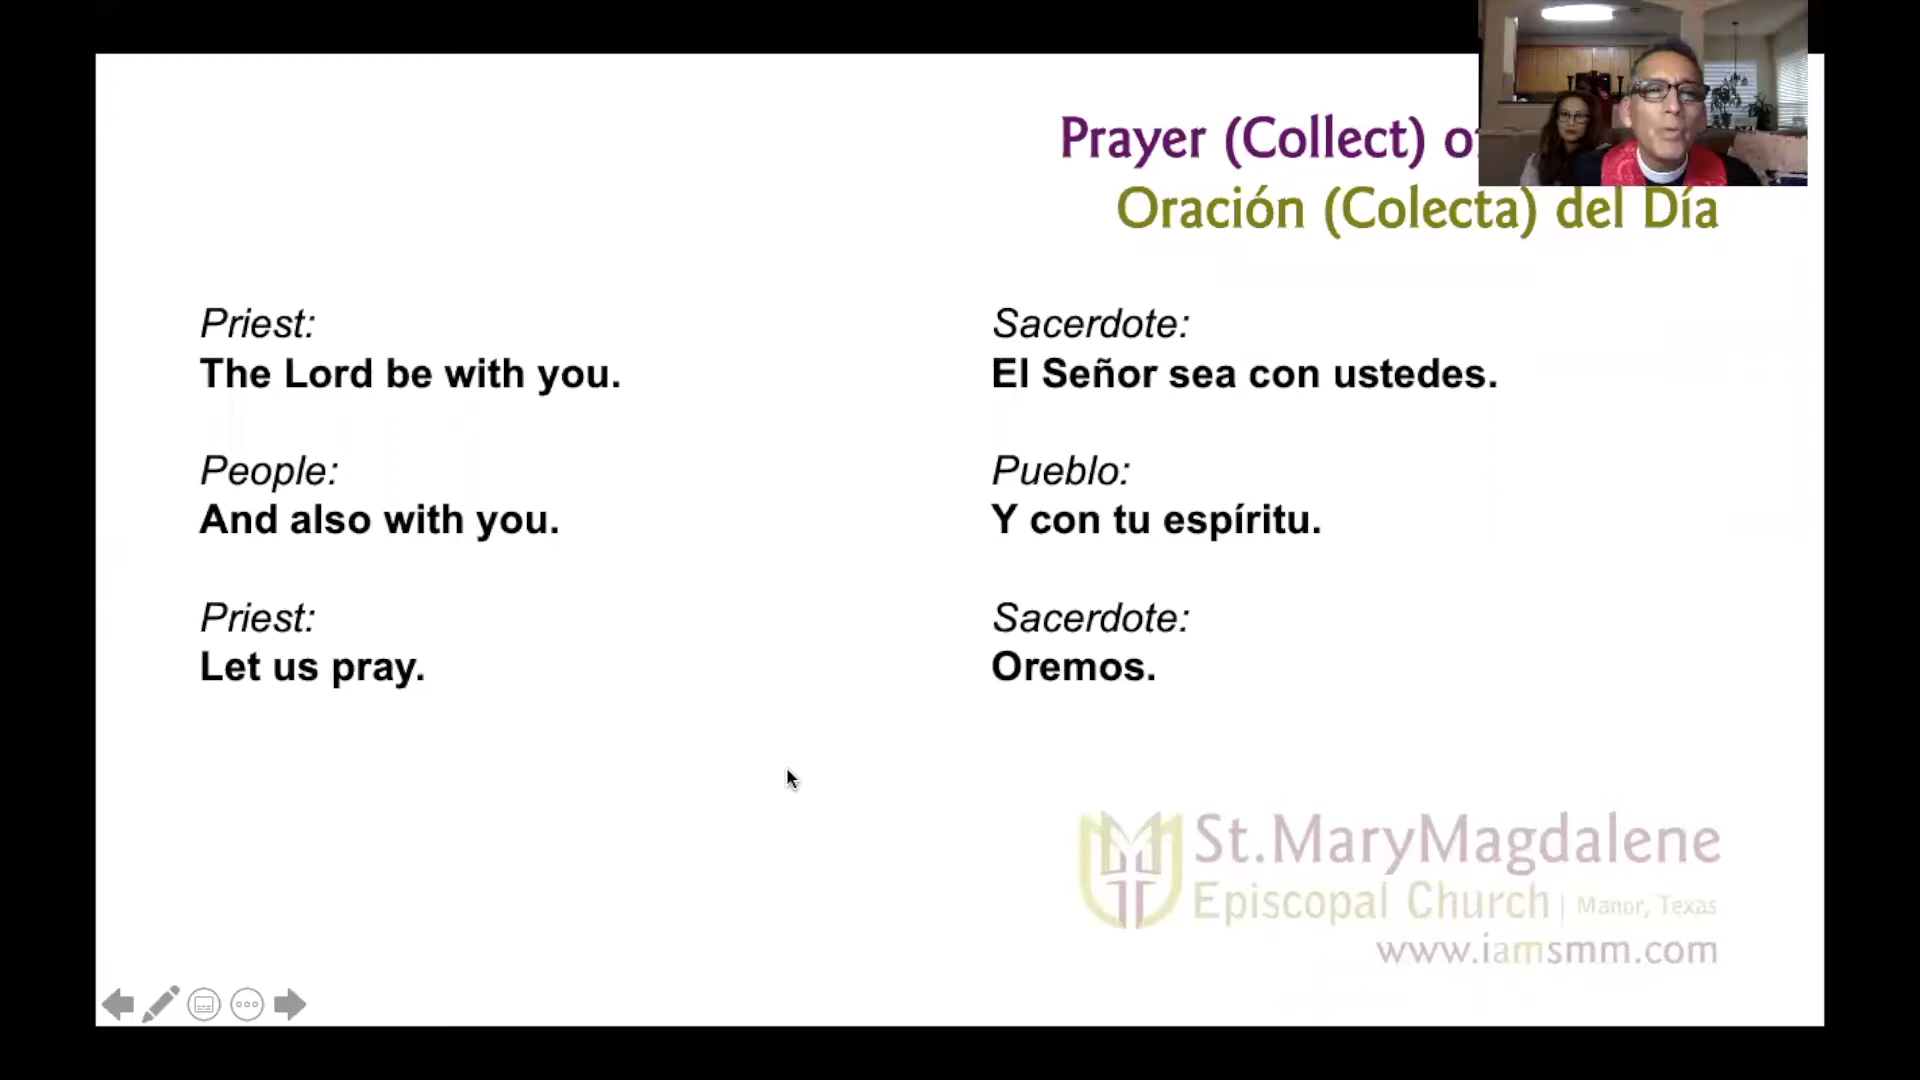 Prayer (Collect) of
Oración (Colecta) del Día
Priest:
The Lord be with you.
People:
And also with you.
Priest:
Let us pray.
Sacerdote:
El Señor sea con ustedes.
Pueblo:
Y con tu espíritu.
Sacerdote:
Oremos.
St.MaryMagdalene
Episcopal Church | Manor, Texas
www.iamsmm.com